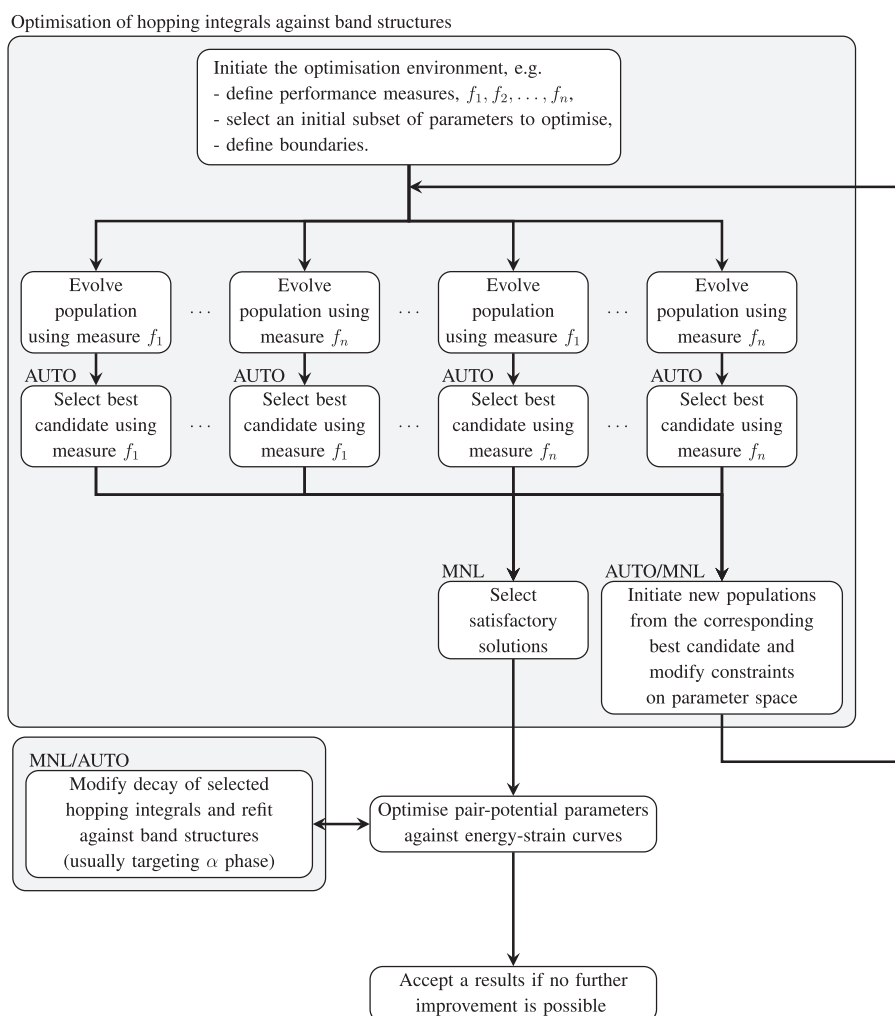 Optimisation of hopping integrals against band structures
Initiate the optimisation environment, e.g.
- define performance measures, f₁, f₂, . . . , fₙ,
- select an initial subset of parameters to optimise,
- define boundaries.
Evolve
population
using measure f₁
. . .
Evolve
population using
measure fₙ
. . .
Evolve
population
using measure f₁
. . .
Evolve
population using
measure fₙ
AUTO
Select best
candidate using
measure f₁
. . .
AUTO
Select best
candidate using
measure f₁
. . .
AUTO
Select best
candidate using
measure fₙ
. . .
AUTO
Select best
candidate using
measure fₙ
MNL
Select
satisfactory
solutions
AUTO/MNL
Initiate new populations
from the corresponding
best candidate and
modify constraints
on parameter space
MNL/AUTO
Modify decay of selected
hopping integrals and refit
against band structures
(usually targeting α phase)
Optimise pair-potential parameters
against energy-strain curves
Accept a results if no further
improvement is possible